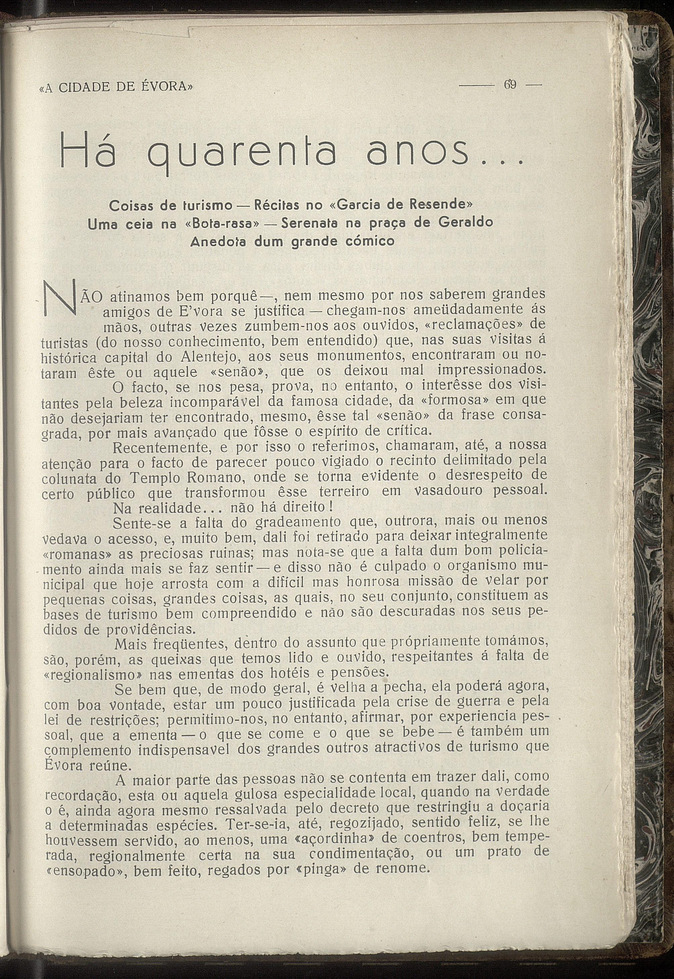 «A CIDADE DE ÉVORA»
—— 69 —
Há quarenta anos...
Coisas de turismo — Récitas no «Garcia de Resende»
Uma ceia na «Bota-rasa» — Serenata na praça de Geraldo
Anedota dum grande cómico
NÃO atinamos bem porquê—, nem mesmo por nos saberem grandes
amigos de E'vora se justifica — chegam-nos ameüdadamente ás
mãos, outras vezes zumbem-nos aos ouvidos, «reclamações» de
turistas (do nosso conhecimento, bem entendido) que, nas suas visitas á
histórica capital do Alentejo, aos seus monumentos, encontraram ou no-
taram êste ou aquele «senão», que os deixou mal impressionados.
O facto, se nos pesa, prova, no entanto, o interêsse dos visi-
tantes pela beleza incomparável da famosa cidade, da «formosa» em que
não desejariam ter encontrado, mesmo, êsse tal «senão» da frase consa-
grada, por mais avançado que fôsse o espírito de crítica.
Recentemente, e por isso o referimos, chamaram, até, a nossa
atenção para o facto de parecer pouco vigiado o recinto delimitado pela
colunata do Templo Romano, onde se torna evidente o desrespeito de
certo público que transformou êsse terreiro em vasadouro pessoal.
Na realidade... não há direito!
Sente-se a falta do gradeamento que, outrora, mais ou menos
vedava o acesso, e, muito bem, dali foi retirado para deixar integralmente
«romanas» as preciosas ruinas; mas nota-se que a falta dum bom policia-
mento ainda mais se faz sentir — e disso não é culpado o organismo mu-
nicipal que hoje arrosta com a difícil mas honrosa missão de velar por
pequenas coisas, grandes coisas, as quais, no seu conjunto, constituem as
bases de turismo bem compreendido e não são descuradas nos seus pe-
didos de providências.
Mais freqüentes, dentro do assunto que própriamente tomámos,
são, porém, as queixas que temos lido e ouvido, respeitantes á falta de
«regionalismo» nas ementas dos hotéis e pensões.
Se bem que, de modo geral, é velha a pecha, ela poderá agora,
com boa vontade, estar um pouco justificada pela crise de guerra e pela
lei de restrições; permitimo-nos, no entanto, afirmar, por experiencia pes-
soal, que a ementa — o que se come e o que se bebe — é também um
complemento indispensavel dos grandes outros atractivos de turismo que
Évora reúne.
A maior parte das pessoas não se contenta em trazer dali, como
recordação, esta ou aquela gulosa especialidade local, quando na verdade
o é, ainda agora mesmo ressalvada pelo decreto que restringiu a doçaria
a determinadas espécies. Ter-se-ia, até, regozijado, sentido feliz, se lhe
houvessem servido, ao menos, uma «açordinha» de coentros, bem tempe-
rada, regionalmente certa na sua condimentação, ou um prato de
«ensopado», bem feito, regados por «pinga» de renome.